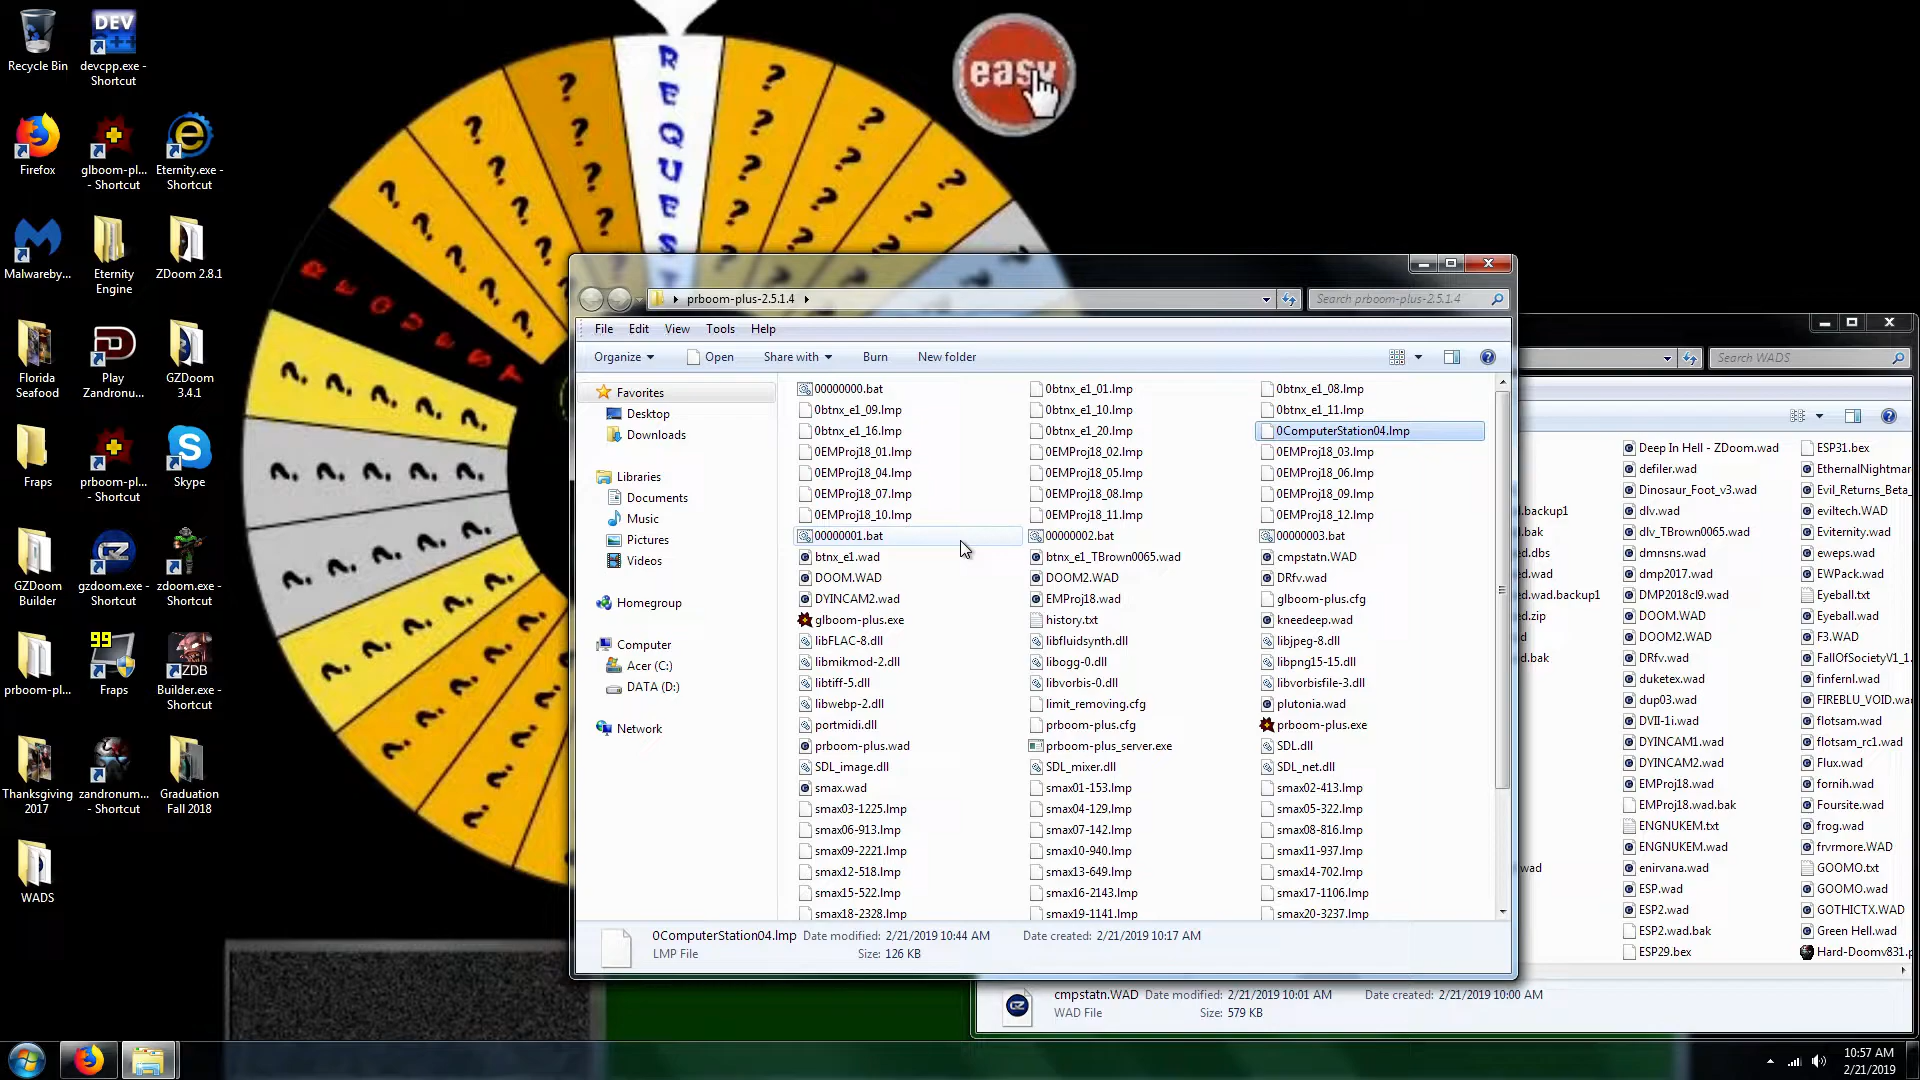 Recycle Bin
devcpp.exe -
Shortcut
Firefox
glboom-pl...
- Shortcut
Eternity.exe -
Shortcut
Malwareby...
Eternity
Engine
ZDoom 2.8.1
Florida
Seafood
Play
Zandronu...
GZDoom
3.4.1
Fraps
prboom-pl...
- Shortcut
Skype
GZDoom
Builder
gzdoom.exe -
Shortcut
zdoom.exe -
Shortcut
prboom-pl...
99
Fraps
ZDB
Builder.exe -
Shortcut
Thanksgiving
2017
zandronum...
- Shortcut
Graduation
Fall 2018
WADS
DEV
REQUEST
REQUEST
easy
prboom-plus-2.5.1.4
Search prboom-plus-2.5.1.4
File Edit View Tools Help
Organize Open Share with Burn New folder
Favorites
Desktop
Downloads
Libraries
Documents
Music
Pictures
Videos
Homegroup
Computer
Acer (C:)
DATA (D:)
Network
00000000.bat 0btnx_e1_01.lmp 0btnx_e1_08.lmp
0btnx_e1_09.lmp 0btnx_e1_10.lmp 0btnx_e1_11.lmp
0btnx_e1_16.lmp 0btnx_e1_20.lmp 0ComputerStation04.lmp
0EMProj18_01.lmp 0EMProj18_02.lmp 0EMProj18_03.lmp
0EMProj18_04.lmp 0EMProj18_05.lmp 0EMProj18_06.lmp
0EMProj18_07.lmp 0EMProj18_08.lmp 0EMProj18_09.lmp
0EMProj18_10.lmp 0EMProj18_11.lmp 0EMProj18_12.lmp
00000001.bat 00000002.bat 00000003.bat
btnx_e1.wad btnx_e1_TBrown0065.wad cmpstatn.WAD
DOOM.WAD DOOM2.WAD DRfv.wad
DYINCAM2.wad EMProj18.wad glboom-plus.cfg
glboom-plus.exe history.txt kneedeep.wad
libFLAC-8.dll libfluidsynth.dll libjpeg-8.dll
libmikmod-2.dll libogg-0.dll libpng15-15.dll
libtiff-5.dll libvorbis-0.dll libvorbisfile-3.dll
libwebp-2.dll limit_removing.cfg plutonia.wad
portmidi.dll prboom-plus.cfg prboom-plus.exe
prboom-plus.wad prboom-plus_server.exe SDL.dll
SDL_image.dll SDL_mixer.dll SDL_net.dll
smax.wad smax01-153.lmp smax02-413.lmp
smax03-1225.lmp smax04-129.lmp smax05-322.lmp
smax06-913.lmp smax07-142.lmp smax08-816.lmp
smax09-2221.lmp smax10-940.lmp smax11-937.lmp
smax12-518.lmp smax13-649.lmp smax14-702.lmp
smax15-522.lmp smax16-2143.lmp smax17-1106.lmp
smax18-2328.lmp smax19-1141.lmp smax20-3237.lmp
0ComputerStation04.lmp Date modified: 2/21/2019 10:44 AM Date created: 2/21/2019 10:17 AM
LMP File Size: 126 KB
Search WADS
Deep In Hell - ZDoom.wad ESP31.bex
defiler.wad EthernalNightmar
Dinosaur_Foot_v3.wad Evil_Returns_Beta_
d.backup1 dlv.wad eviltech.WAD
d.bak dlv_TBrown0065.wad Eviternity.wad
d.dbs dmnsns.wad eweps.wad
d.wad dmp2017.wad EWPack.wad
d.wad.backup1 DMP2018cl9.wad Eyeball.txt
DOOM.WAD Eyeball.wad
d.zip DOOM2.WAD F3.WAD
d.bak DRfv.wad FallOfSocietyV1_1.
duketex.wad finfernl.wad
dup03.wad FIREBLU_VOID.wa
DVII-1i.wad flotsam.wad
DYINCAM1.wad flotsam_rc1.wad
DYINCAM2.wad Flux.wad
EMProj18.wad fornih.wad
EMProj18.wad.bak Foursite.wad
ENGNUKEM.txt frog.wad
ENGNUKEM.wad frvrmore.WAD
wad enirvana.wad GOOMO.txt
ESP.wad GOOMO.wad
ESP2.wad GOTHICTX.WAD
ESP2.wad.bak Green Hell.wad
ESP29.bex Hard-Doomv831.p
cmpstatn.WAD Date modified: 2/21/2019 10:01 AM Date created: 2/21/2019 10:00 AM
WAD File Size: 579 KB
10:57 AM
2/21/2019